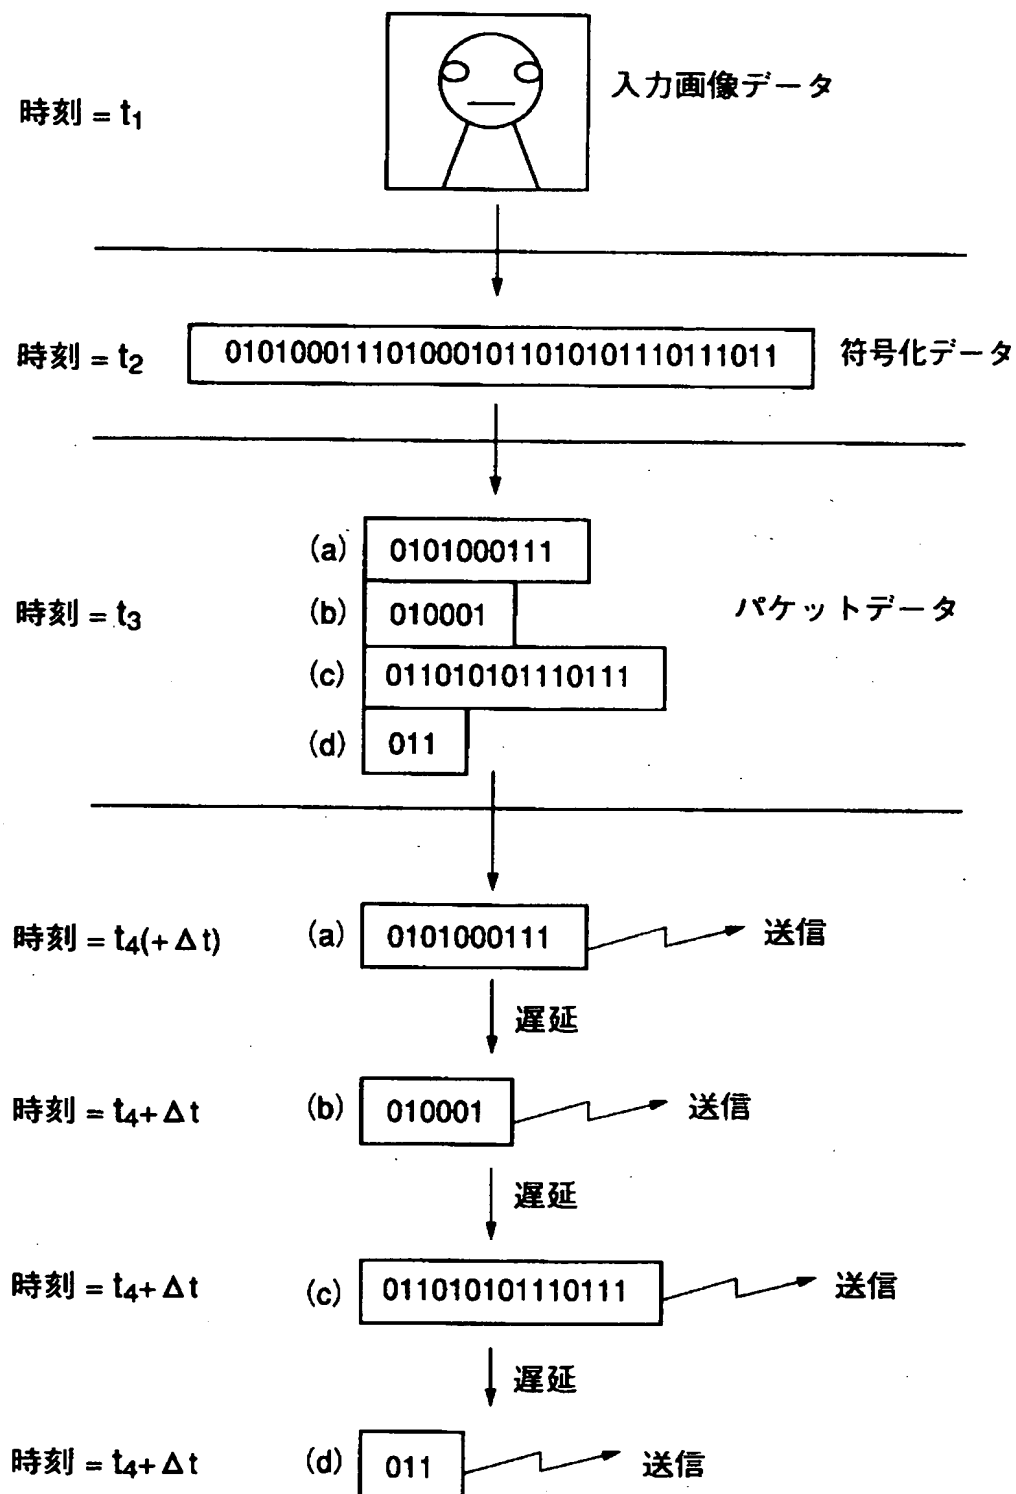 入力画像データ
時刻 = t₁
時刻 = t₂ 0101000111010001011010101110111011 符号化データ
(a) 0101000111
時刻 = t₃ (b) 010001 パケットデータ
(c) 011010101110111
(d) 011
時刻 = t₄(+Δt) (a) 0101000111 送信
遅延
時刻 = t₄+Δt (b) 010001 送信
遅延
時刻 = t₄+Δt (c) 011010101110111 送信
遅延
時刻 = t₄+Δt (d) 011 送信